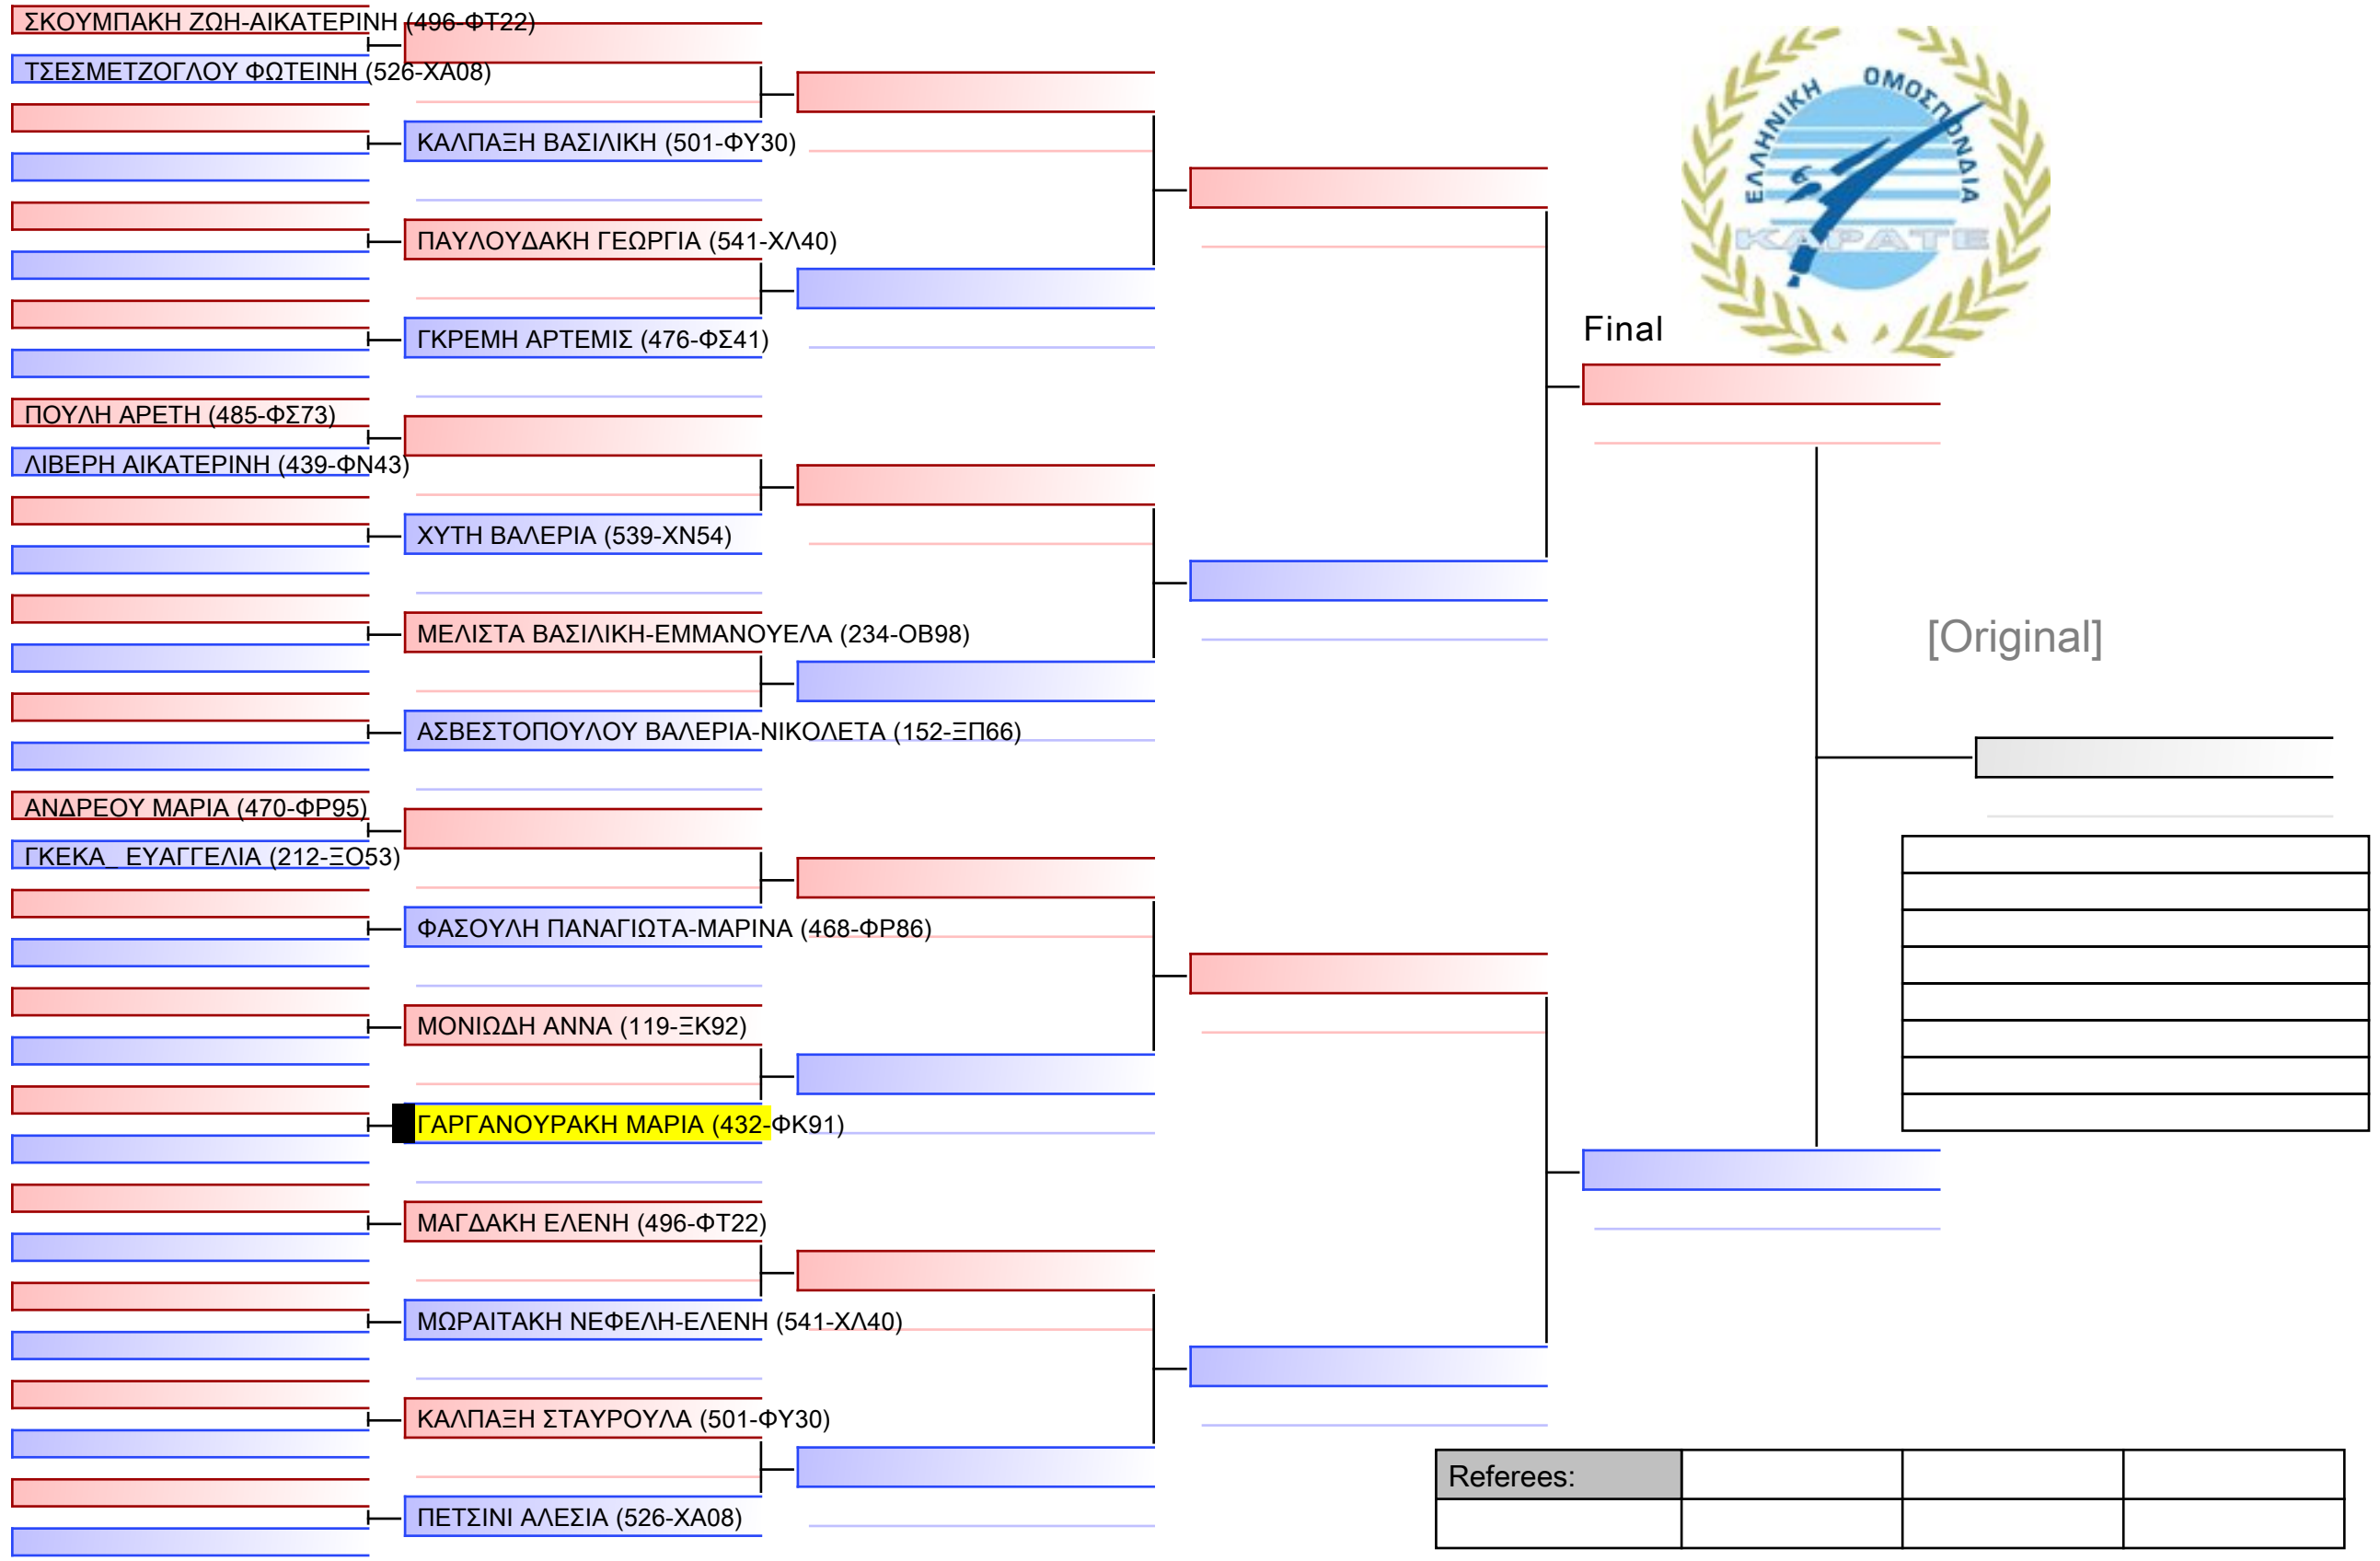 ΣΚΟΥΜΠΑΚΗ ΖΩΗ-ΑΙΚΑΤΕΡΙΝΗ (496-ΦΤ22)
ΤΣΕΣΜΕΤΖΟΓΛΟΥ ΦΩΤΕΙΝΗ (526-ΧΑ08)
ΚΑΛΠΑΞΗ ΒΑΣΙΛΙΚΗ (501-ΦΥ30)
ΠΑΥΛΟΥΔΑΚΗ ΓΕΩΡΓΙΑ (541-ΧΛ40)
ΓΚΡΕΜΗ ΑΡΤΕΜΙΣ (476-ΦΣ41)
ΠΟΥΛΗ ΑΡΕΤΗ (485-ΦΣ73)
ΛΙΒΕΡΗ ΑΙΚΑΤΕΡΙΝΗ (439-ΦΝ43)
ΧΥΤΗ ΒΑΛΕΡΙΑ (539-ΧΝ54)
ΜΕΛΙΣΤΑ ΒΑΣΙΛΙΚΗ-ΕΜΜΑΝΟΥΕΛΑ (234-ΟΒ98)
ΑΣΒΕΣΤΟΠΟΥΛΟΥ ΒΑΛΕΡΙΑ-ΝΙΚΟΛΕΤΑ (152-ΞΠ66)
ΑΝΔΡΕΟΥ ΜΑΡΙΑ (470-ΦΡ95)
ΓΚΕΚΑ_ ΕΥΑΓΓΕΛΙΑ (212-ΞΟ53)
ΦΑΣΟΥΛΗ ΠΑΝΑΓΙΩΤΑ-ΜΑΡΙΝΑ (468-ΦΡ86)
ΜΟΝΙΩΔΗ ΑΝΝΑ (119-ΞΚ92)
ΓΑΡΓΑΝΟΥΡΑΚΗ ΜΑΡΙΑ (432-ΦΚ91)
ΜΑΓΔΑΚΗ ΕΛΕΝΗ (496-ΦΤ22)
ΜΩΡΑΙΤΑΚΗ ΝΕΦΕΛΗ-ΕΛΕΝΗ (541-ΧΛ40)
ΚΑΛΠΑΞΗ ΣΤΑΥΡΟΥΛΑ (501-ΦΥ30)
ΠΕΤΣΙΝΙ ΑΛΕΣΙΑ (526-ΧΑ08)
ΕΛΛΗΝΙΚΗ ΟΜΟΣΠΟΝΔΙΑ
ΚΑΡΑΤΕ
Final
[Original]
Referees: